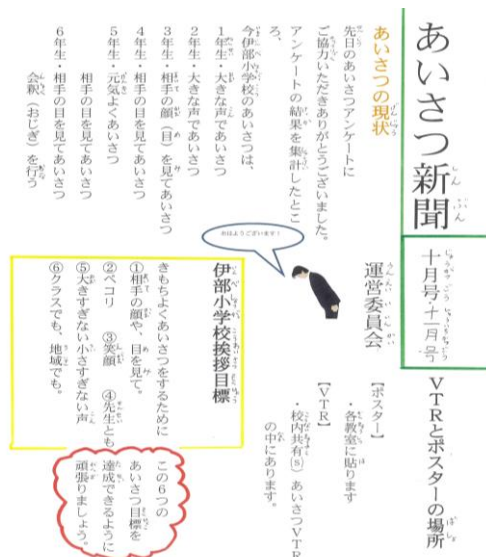 あいさつ新聞
十月号・十一月号
あいさつの現状
先日のあいさつアンケートに
ご協力いただきありがとうございました。
アンケートの結果を集計したとこ
ろ、
今伊部小学校のあいさつは、
1年生・大きな声であいさつ
2年生・大きな声であいさつ
3年生・相手の顔(目)を見てあいさつ
4年生・相手の目を見てあいさつ
5年生・元気よくあいさつ
相手の目を見てあいさつ
6年生・相手の目を見てあいさつ
会釈(おじぎ)を行う
おはようございます!
運営委員会
VTRとポスターの場所
【ポスター】
・各教室に貼ります
【VTR】
・校内共有(s) あいさつVTR
の中にあります。
伊部小学校挨拶目標
きもちよくあいさつをするために
①相手の顔や、目を見て。
②ペコリ ③笑顔 ④先生とも
⑤大きすぎない小さすぎない声
⑥クラスでも、地域でも。
この6つの
あいさつ目標を
達成できるように
頑張りましょう。